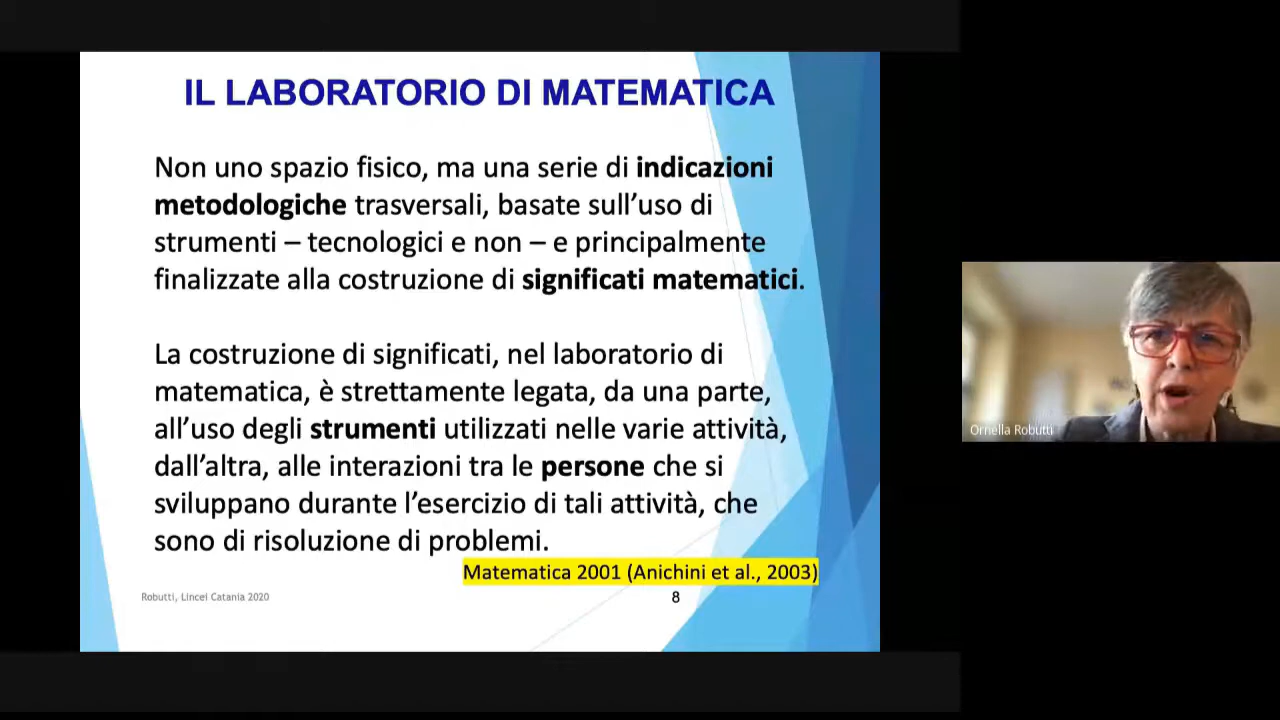 IL LABORATORIO DI MATEMATICA
Non uno spazio fisico, ma una serie di indicazioni
metodologiche trasversali, basate sull'uso di
strumenti – tecnologici e non – e principalmente
finalizzate alla costruzione di significati matematici.
La costruzione di significati, nel laboratorio di
matematica, è strettamente legata, da una parte,
all'uso degli strumenti utilizzati nelle varie attività,
dall'altra, alle interazioni tra le persone che si
sviluppano durante l'esercizio di tali attività, che
sono di risoluzione di problemi.
Matematica 2001 (Anichini et al., 2003)
Robutti, Lincei Catania 2020
8
Ornella Robutti